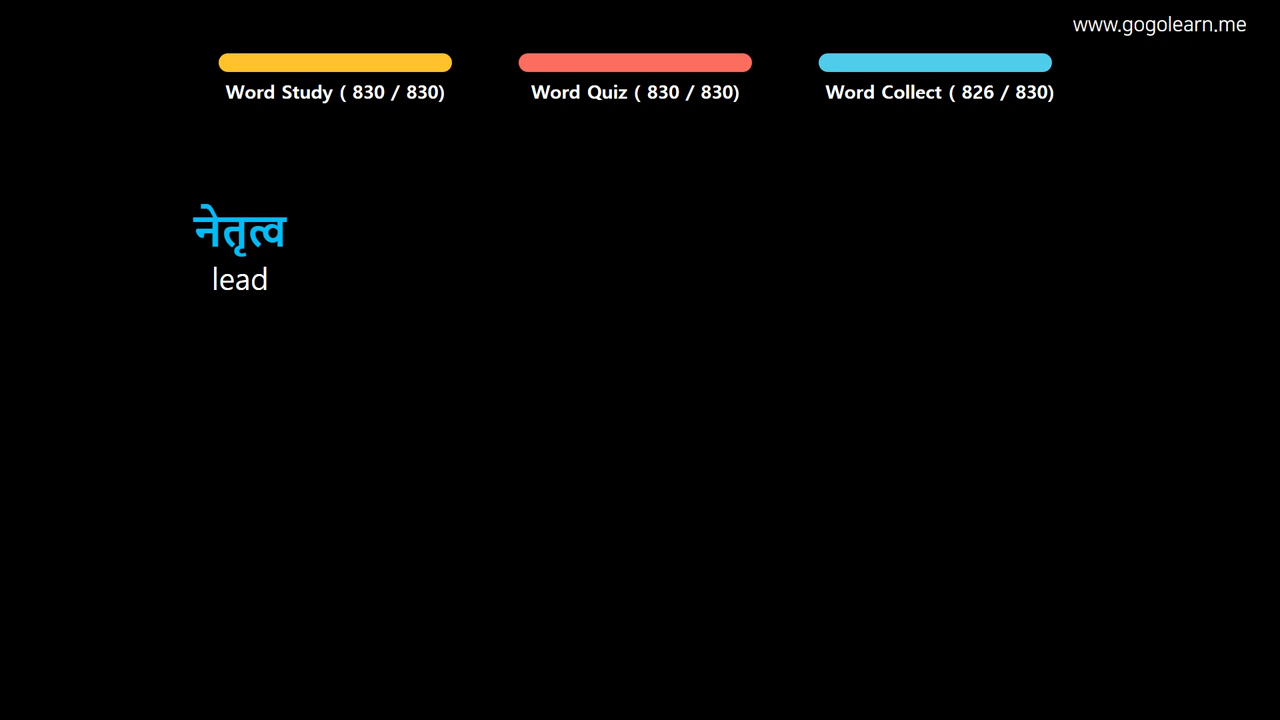 www.gogolearn.me
Word Study ( 830 / 830)
Word Quiz ( 830 / 830)
Word Collect ( 826 / 830)
नेतृत्व
lead